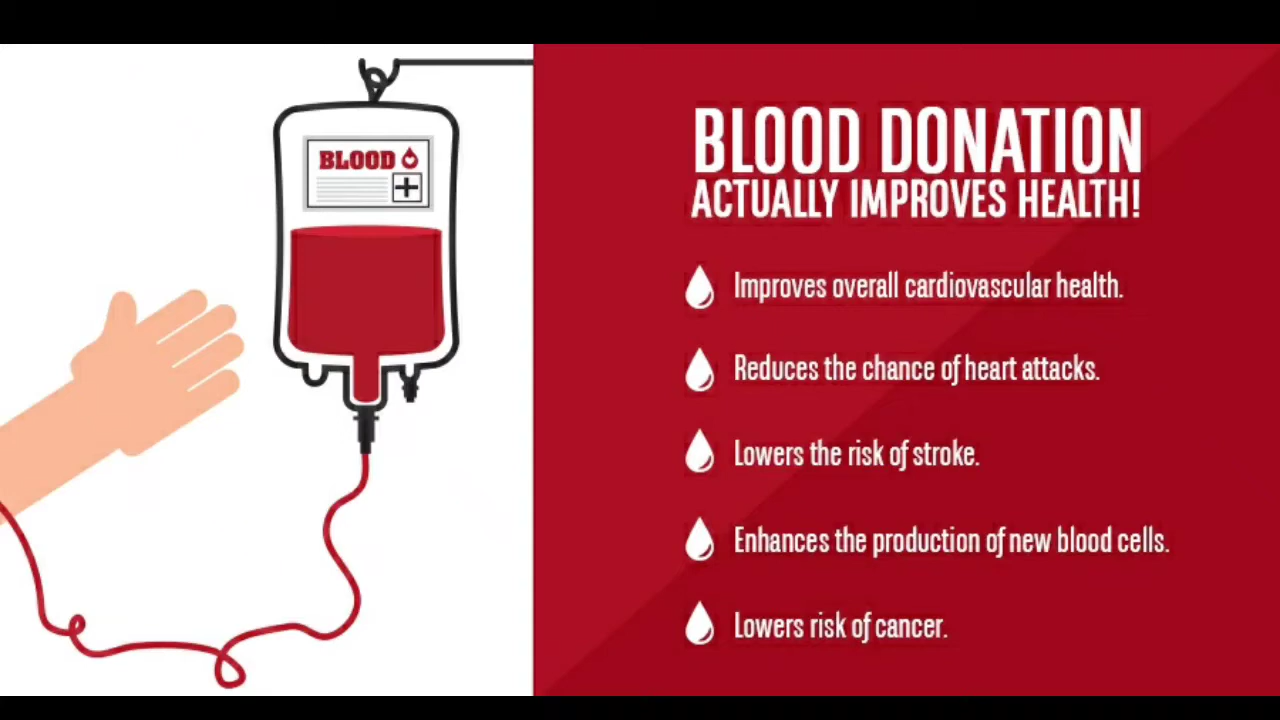 BLOOD
BLOOD DONATION
ACTUALLY IMPROVES HEALTH!
Improves overall cardiovascular health.
Reduces the chance of heart attacks.
Lowers the risk of stroke.
Enhances the production of new blood cells.
Lowers risk of cancer.